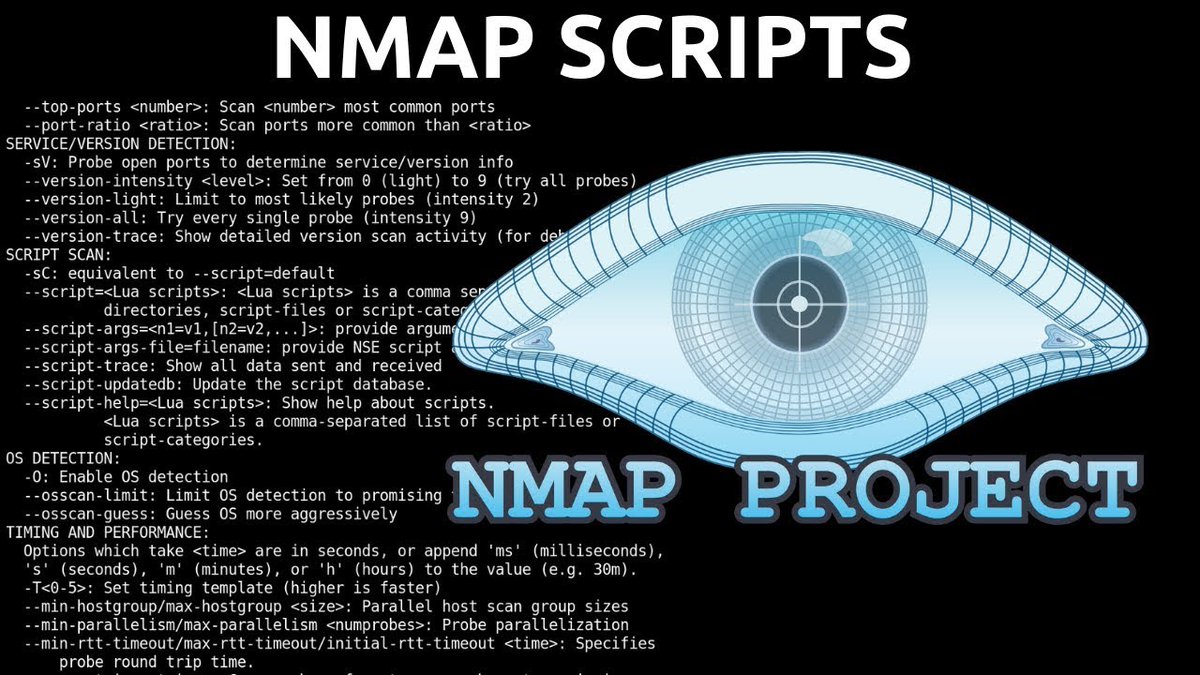 NMAP SCRIPTS
--top-ports <number>: Scan <number> most common ports
--port-ratio <ratio>: Scan ports more common than <ratio>
SERVICE/VERSION DETECTION:
-sV: Probe open ports to determine service/version info
--version-intensity <level>: Set from 0 (light) to 9 (try all probes)
--version-light: Limit to most likely probes (intensity 2)
--version-all: Try every single probe (intensity 9)
--version-trace: Show detailed version scan activity (for
SCRIPT SCAN:
-sC: equivalent to --script=default
--script=<Lua scripts>: <Lua scripts> is a comma
directories, script-files or
--script-args=<n1=v1,[n2=v2,...]>: provide
--script-args-file=filename: provide NSE script
--script-trace: Show all data sent and received
--script-updatedb: Update the script database.
--script-help=<Lua scripts>: Show help about scripts.
<Lua scripts> is a comma-separated list of script-files or
script-categories.
OS DETECTION:
-O: Enable OS detection
--osscan-limit: Limit OS detection to promising
--osscan-guess: Guess OS more aggressively
NMAP PROJECT
TIMING AND PERFORMANCE:
Options which take <time> are in seconds, or append 'ms' (milliseconds),
's' (seconds), 'm' (minutes), or 'h' (hours) to the value (e.g. 30m).
-T<0-5>: Set timing template (higher is faster)
--min-hostgroup/max-hostgroup <size>: Parallel host scan group sizes
--min-parallelism/max-parallelism <numprobes>: Probe parallelization
--min-rtt-timeout/max-rtt-timeout/initial-rtt-timeout <time>: Specifies
probe round trip time.